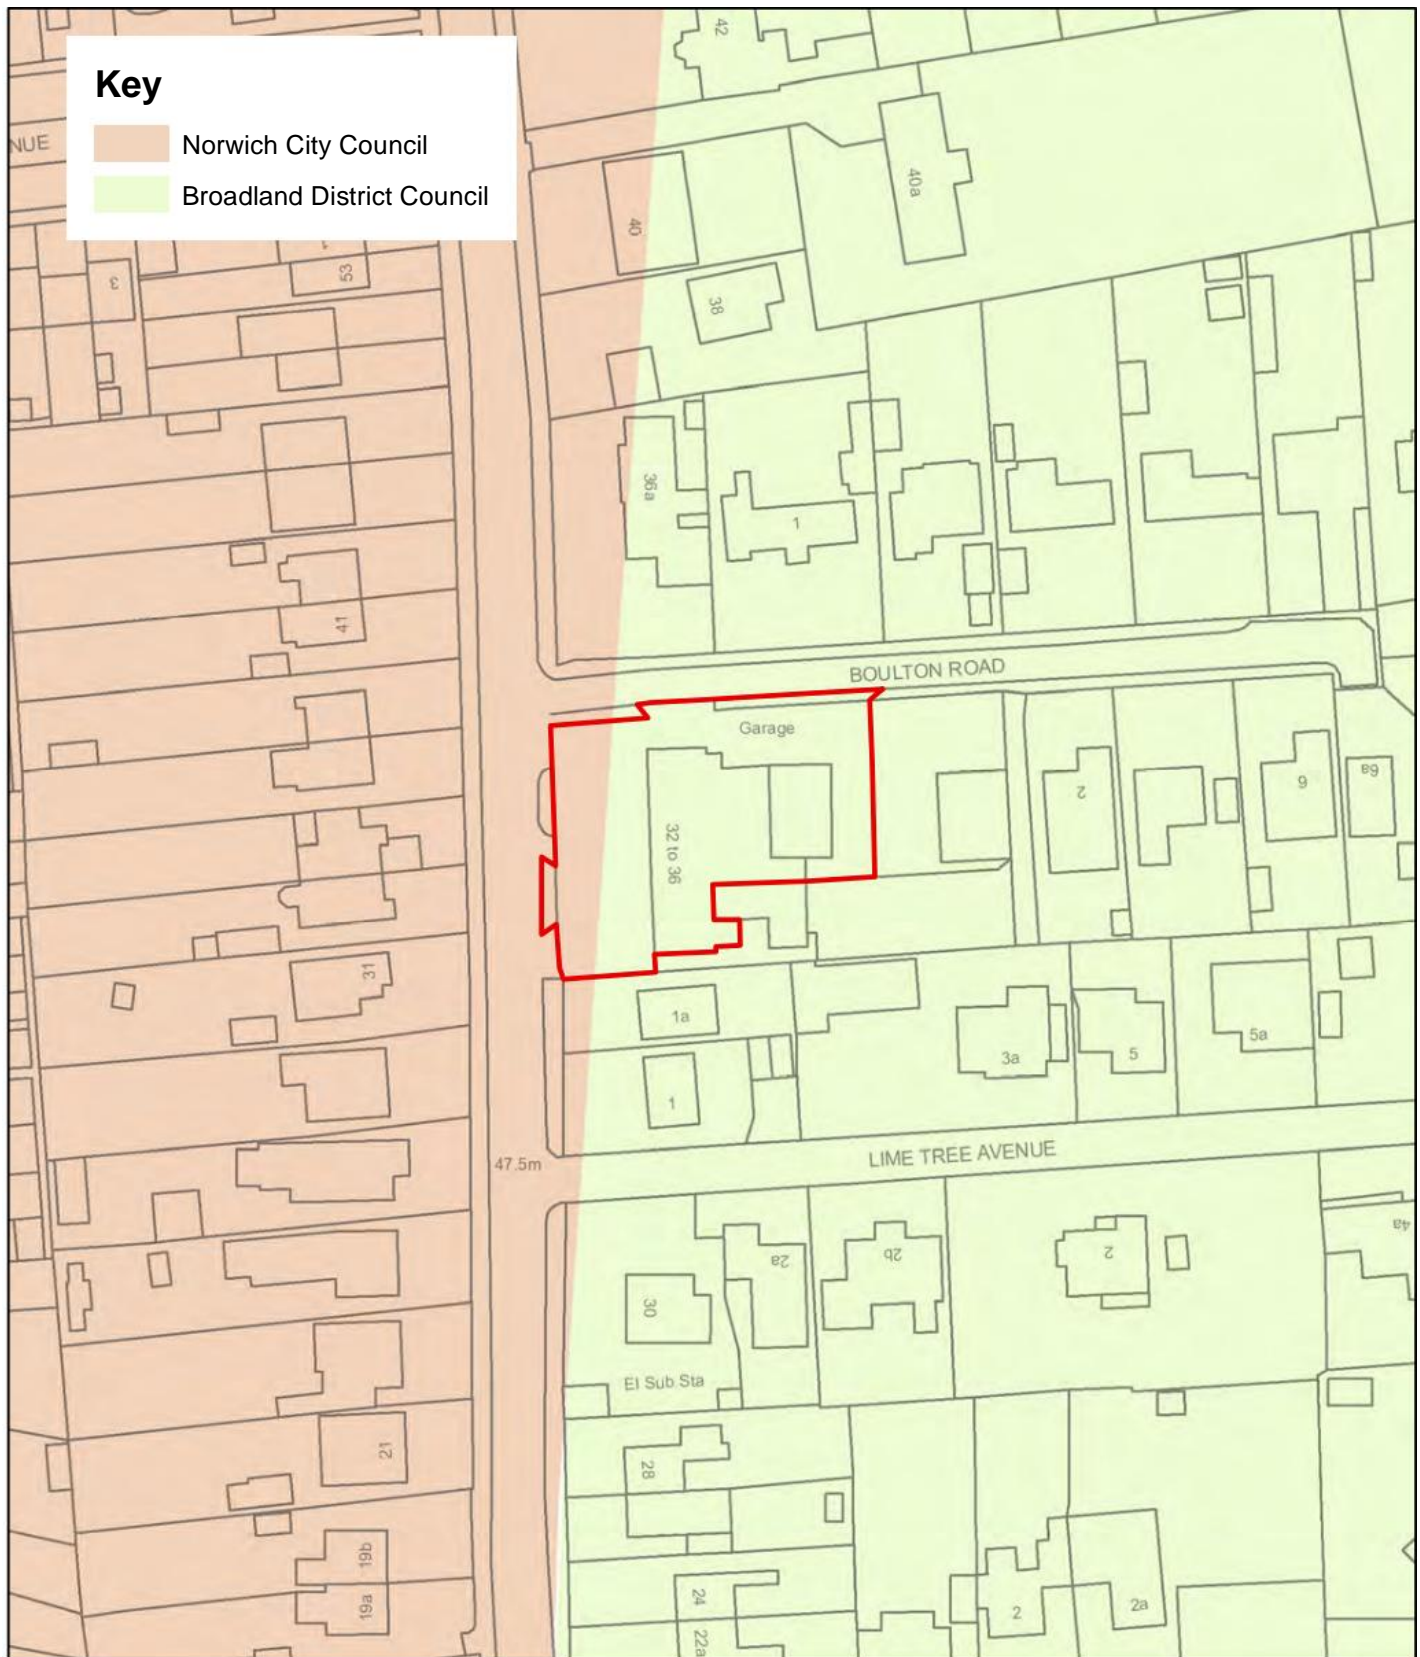 42
Key
Norwich City Council
NUE
Broadland District Council
40a
40
53
3
38
36a
1
41
BOULTON ROAD
Garage
2
6
6a
32 to 36
31
1a
3a
5
5a
1
47.5m
LIME TREE AVENUE
4a
2a
2b
2
30
El Sub Sta
21
28
19b
24
2
2a
19a
22a